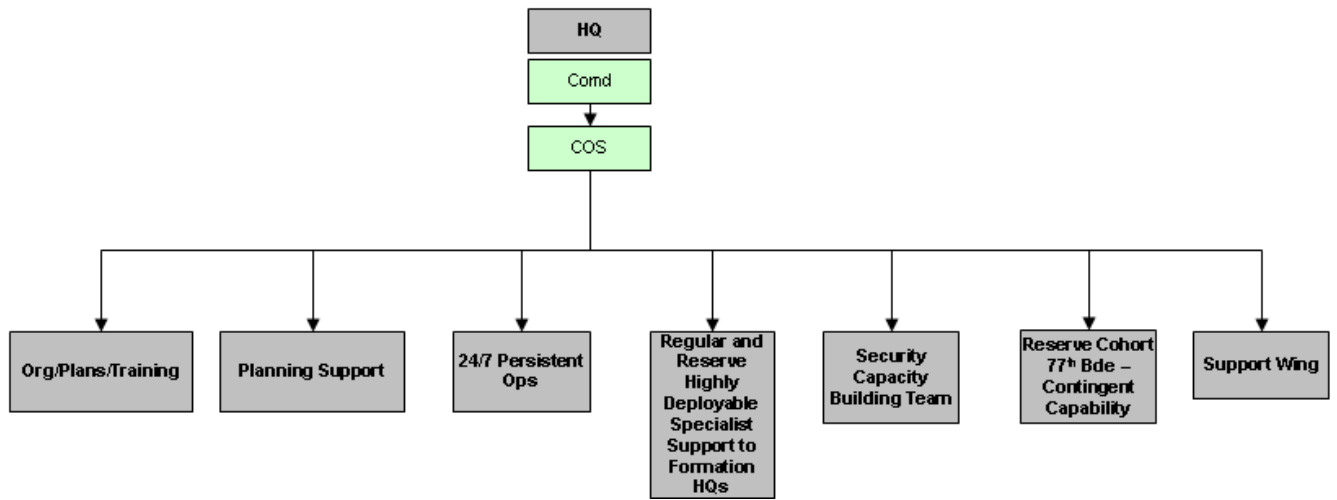 HQ
Comd
COS
Org/Plans/Training
Planning Support
24/7 Persistent
Ops
Regular and
Reserve
Highly
Deployable
Specialist
Support to
Formation
HQs
Security
Capacity
Building Team
Reserve Cohort
77th Bde –
Contingent
Capability
Support Wing